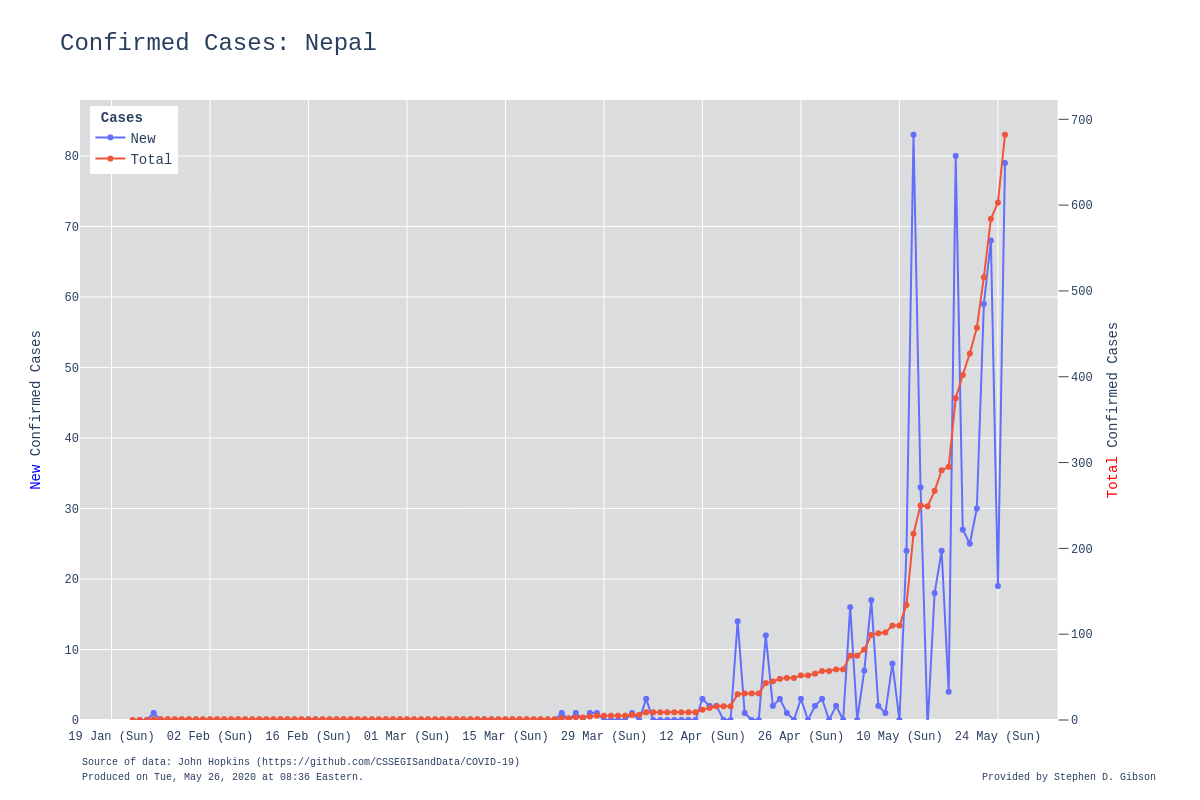 Confirmed Cases: Nepal
Cases
New
Total
80
70
60
50
40
30
20
10
0
700
600
500
400
300
200
100
0
New Confirmed Cases
Total Confirmed Cases
19 Jan (Sun) 02 Feb (Sun) 16 Feb (Sun) 01 Mar (Sun) 15 Mar (Sun) 29 Mar (Sun) 12 Apr (Sun) 26 Apr (Sun) 10 May (Sun) 24 May (Sun)
Source of data: John Hopkins (https://github.com/CSSEGISandData/COVID-19)
Produced on Tue, May 26, 2020 at 08:36 Eastern.
Provided by Stephen D. Gibson